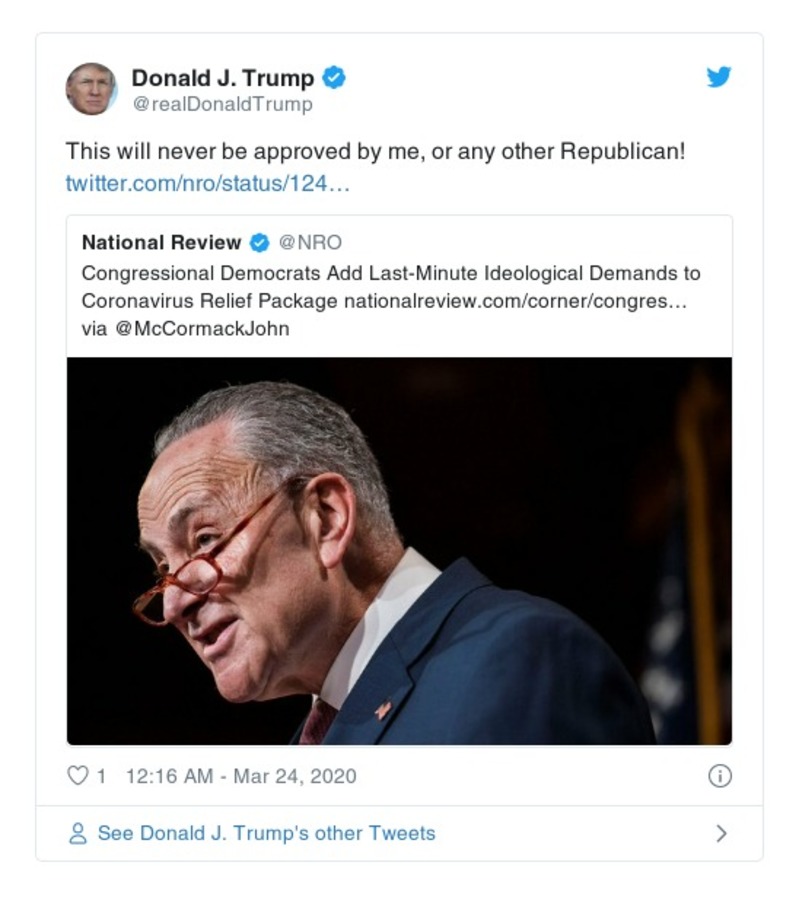 Donald J. Trump
@realDonaldTrump
This will never be approved by me, or any other Republican!
twitter.com/nro/status/124…
National Review @NRO
Congressional Democrats Add Last-Minute Ideological Demands to
Coronavirus Relief Package nationalreview.com/corner/congres…
via @McCormackJohn
1 12:16 AM - Mar 24, 2020
See Donald J. Trump's other Tweets